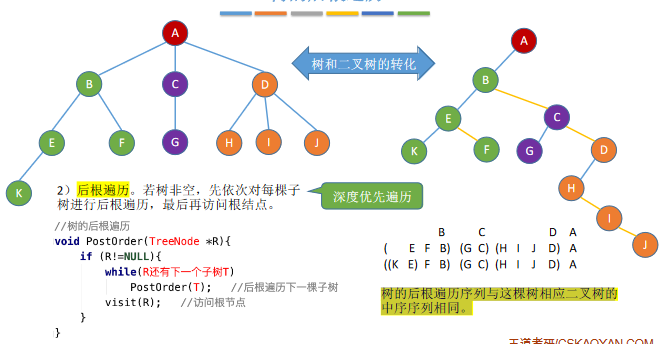 A
B
C
D
E
F
G
H
I
J
K
树和二叉树的转化
A
B
E
C
K
F
G
D
H
I
J
2）后根遍历。若树非空，先依次对每棵子
树进行后根遍历，最后再访问根结点。
深度优先遍历
//树的后根遍历
void PostOrder(TreeNode *R){
if (R!=NULL){
while(R还有下一个子树T)
PostOrder(T); //后根遍历下一棵子树
visit(R); //访问根节点
}
}
B C D A
( E F B) (G C) (H I J D) A
((K E) F B) (G C) (H I J D) A
树的后根遍历序列与这棵树相应二叉树的
中序序列相同。
王道考研/CSKAOYAN.COM